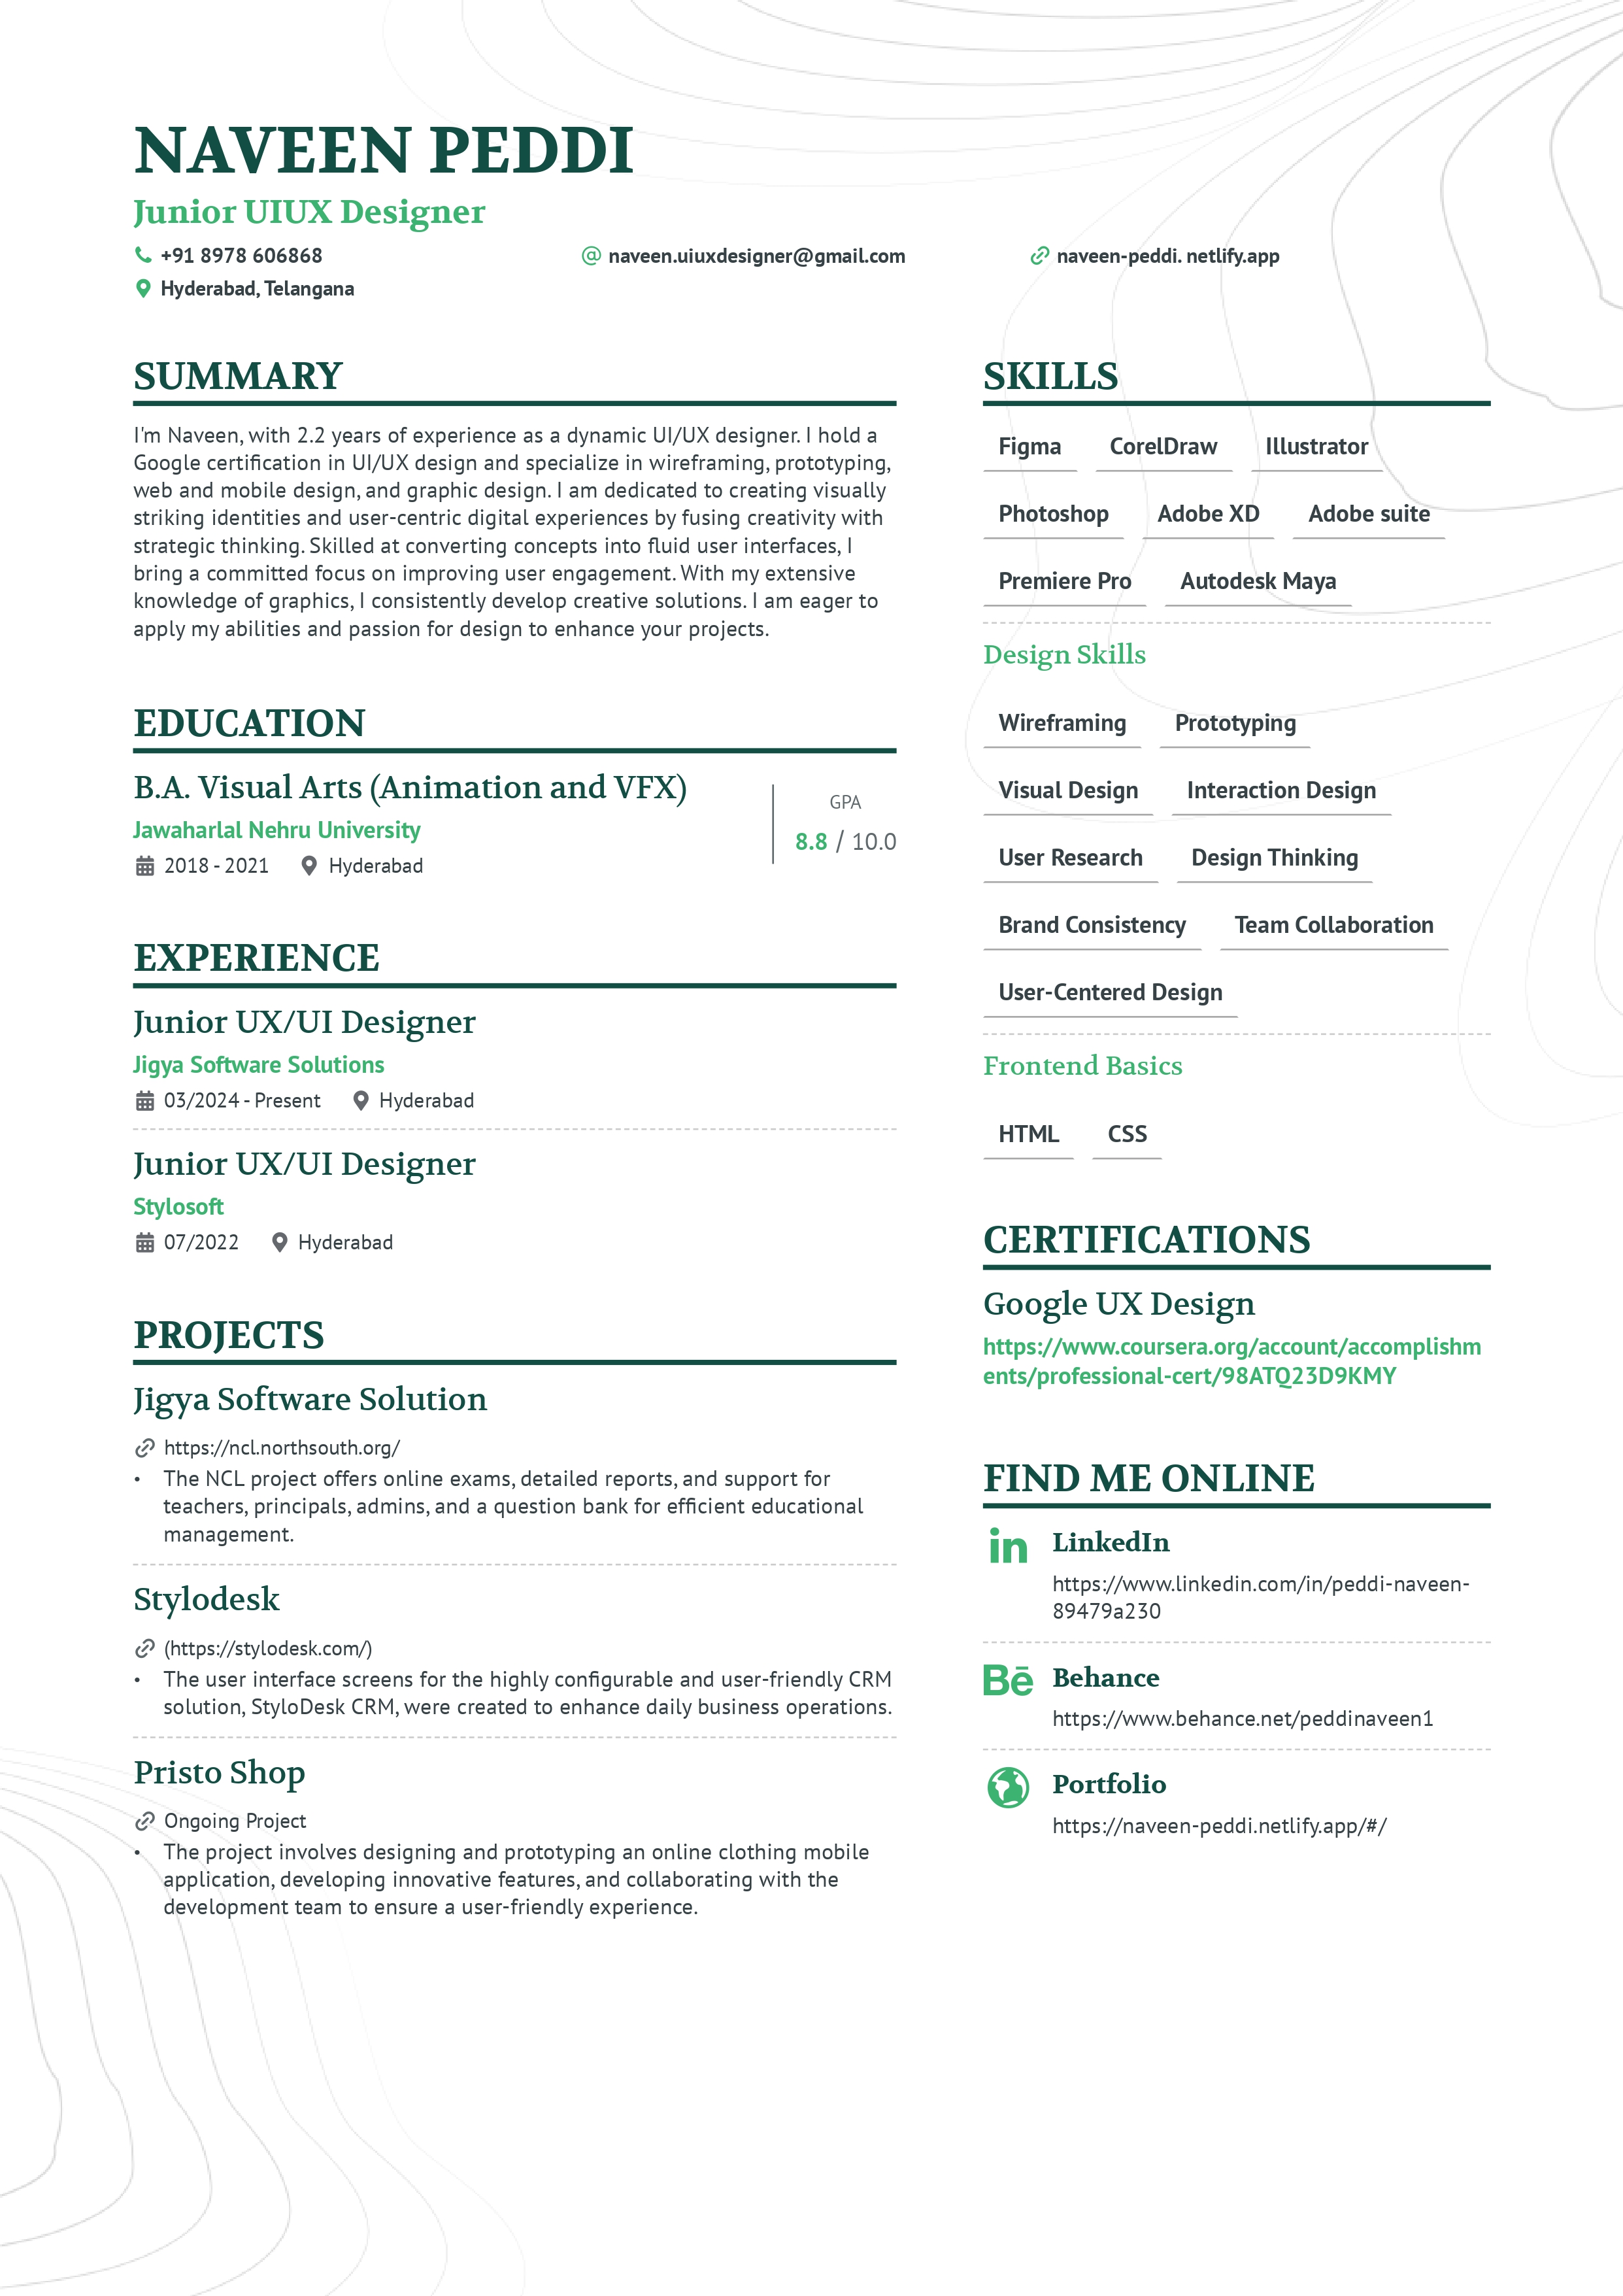 NAVEEN PEDDI
Junior UIUX Designer
+91 8978 606868
naveen.uiuxdesigner@gmail.com
naveen-peddi. netlify.app
Hyderabad, Telangana
SUMMARY
I'm Naveen, with 2.2 years of experience as a dynamic UI/UX designer. I hold a
Google certification in UI/UX design and specialize in wireframing, prototyping,
web and mobile design, and graphic design. I am dedicated to creating visually
striking identities and user-centric digital experiences by fusing creativity with
strategic thinking. Skilled at converting concepts into fluid user interfaces, I
bring a committed focus on improving user engagement. With my extensive
knowledge of graphics, I consistently develop creative solutions. I am eager to
apply my abilities and passion for design to enhance your projects.
EDUCATION
B.A. Visual Arts (Animation and VFX)
Jawaharlal Nehru University
2018 - 2021 Hyderabad
GPA
8.8 / 10.0
EXPERIENCE
Junior UX/UI Designer
Jigya Software Solutions
03/2024 - Present Hyderabad
Junior UX/UI Designer
Stylosoft
07/2022 Hyderabad
PROJECTS
Jigya Software Solution
https://ncl.northsouth.org/
• The NCL project offers online exams, detailed reports, and support for
teachers, principals, admins, and a question bank for efficient educational
management.
Stylodesk
(https://stylodesk.com/)
• The user interface screens for the highly configurable and user-friendly CRM
solution, StyloDesk CRM, were created to enhance daily business operations.
Pristo Shop
Ongoing Project
• The project involves designing and prototyping an online clothing mobile
application, developing innovative features, and collaborating with the
development team to ensure a user-friendly experience.
SKILLS
Figma CorelDraw Illustrator
Photoshop Adobe XD Adobe suite
Premiere Pro Autodesk Maya
Design Skills
Wireframing Prototyping
Visual Design Interaction Design
User Research Design Thinking
Brand Consistency Team Collaboration
User-Centered Design
Frontend Basics
HTML CSS
CERTIFICATIONS
Google UX Design
https://www.coursera.org/account/accomplishm
ents/professional-cert/98ATQ23D9KMY
FIND ME ONLINE
in LinkedIn
https://www.linkedin.com/in/peddi-naveen-
89479a230
Bē Behance
https://www.behance.net/peddinaveen1
Portfolio
https://naveen-peddi.netlify.app/#/